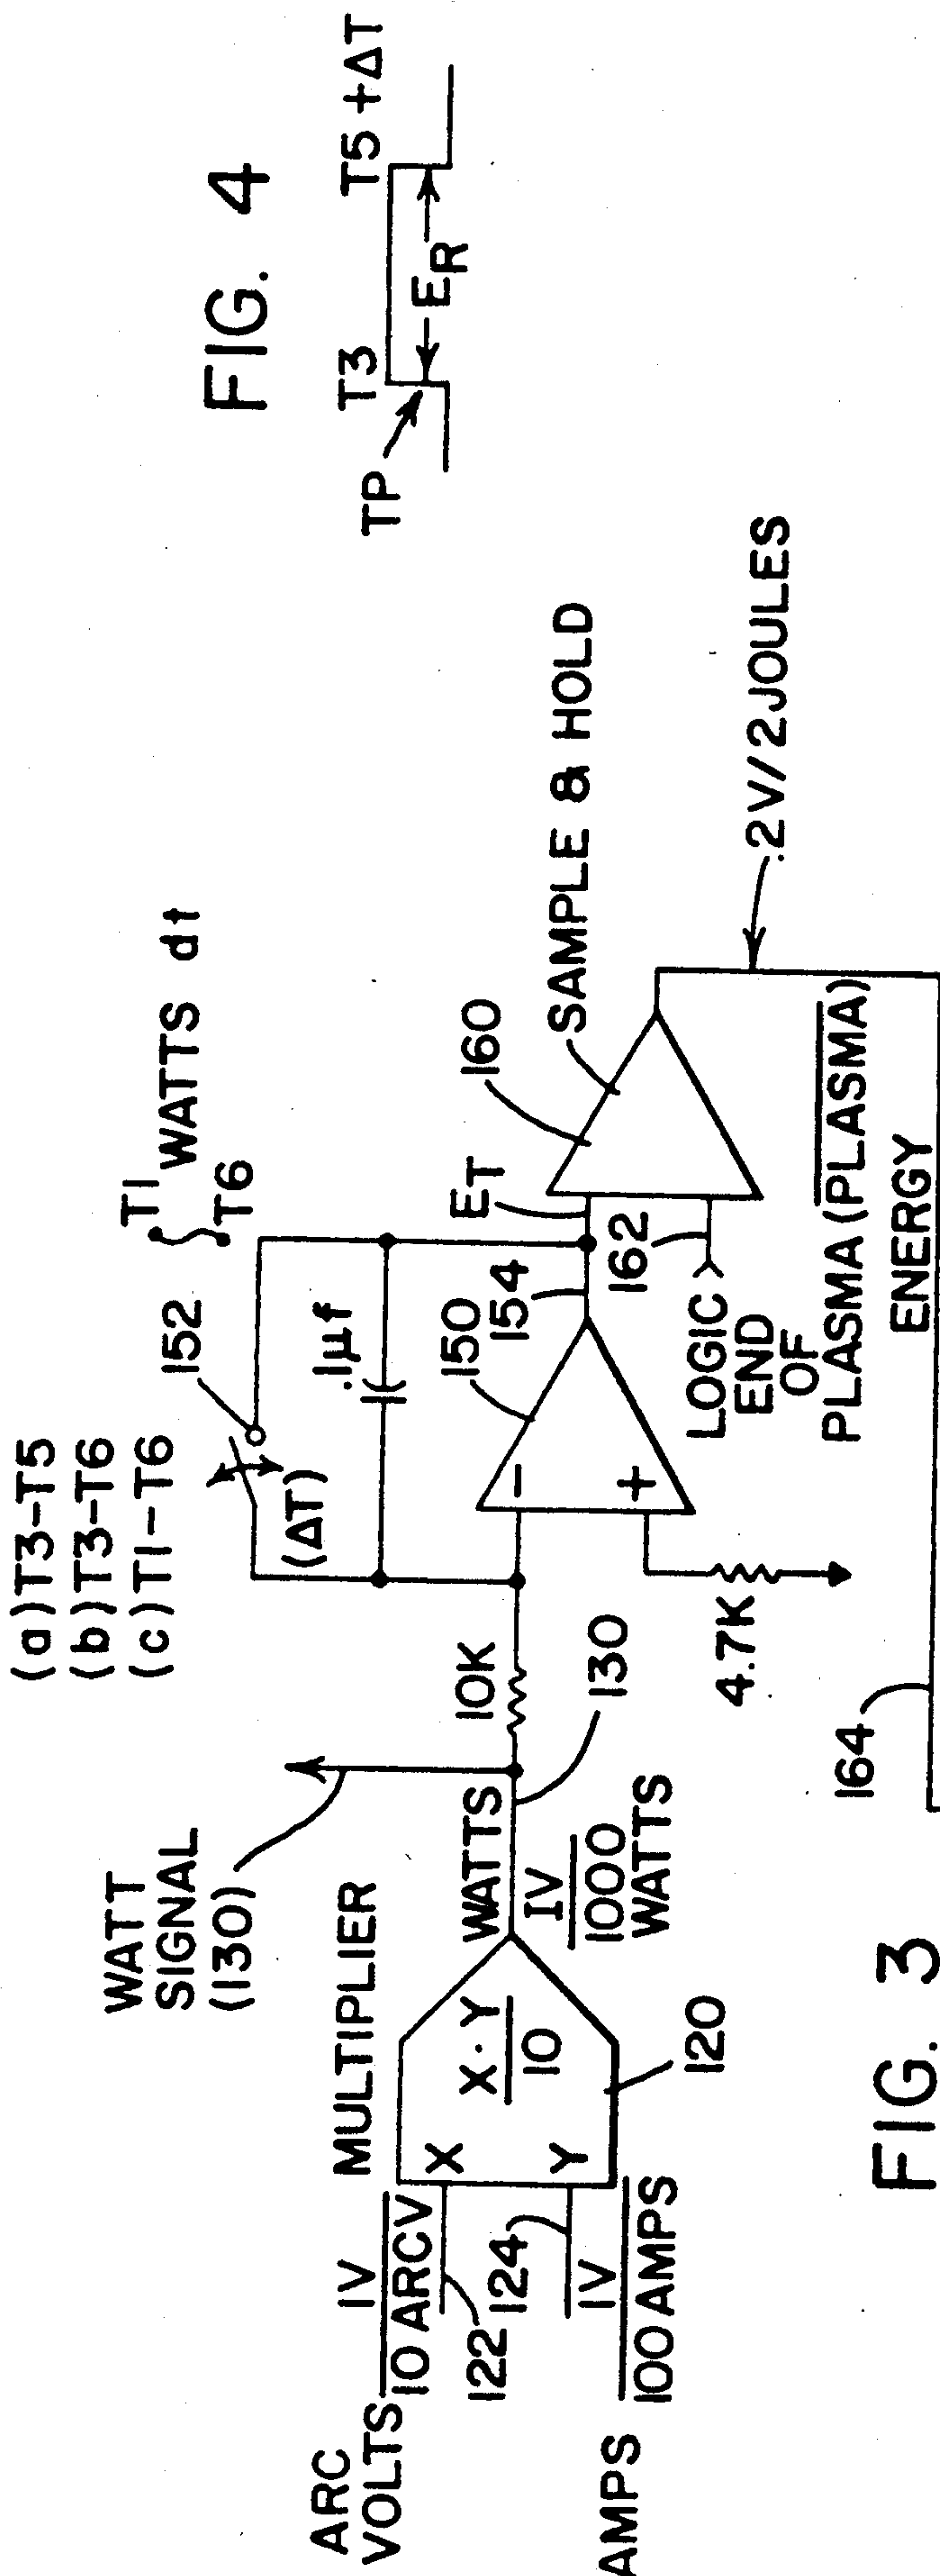 FIG. 4
TP
T3
T5 +ΔT
E_R
(a) T3-T5
(b) T3-T6
(c) T1-T6
T1
WATTS dt
T6
152
(ΔT)
.1μf
WATT
SIGNAL
(130)
MULTIPLIER
ARC
VOLTS
1V
10 ARCV
122
X
X·Y
10
WATTS
1V
1000
WATTS
130
10K
150
154
-
+
E_T
160
SAMPLE & HOLD
162
LOGIC
END
OF
PLASMA (PLASMA)
ENERGY
.2V/2JOULES
4.7K
124
Y
1V
100 AMPS
AMPS
120
164
FIG. 3